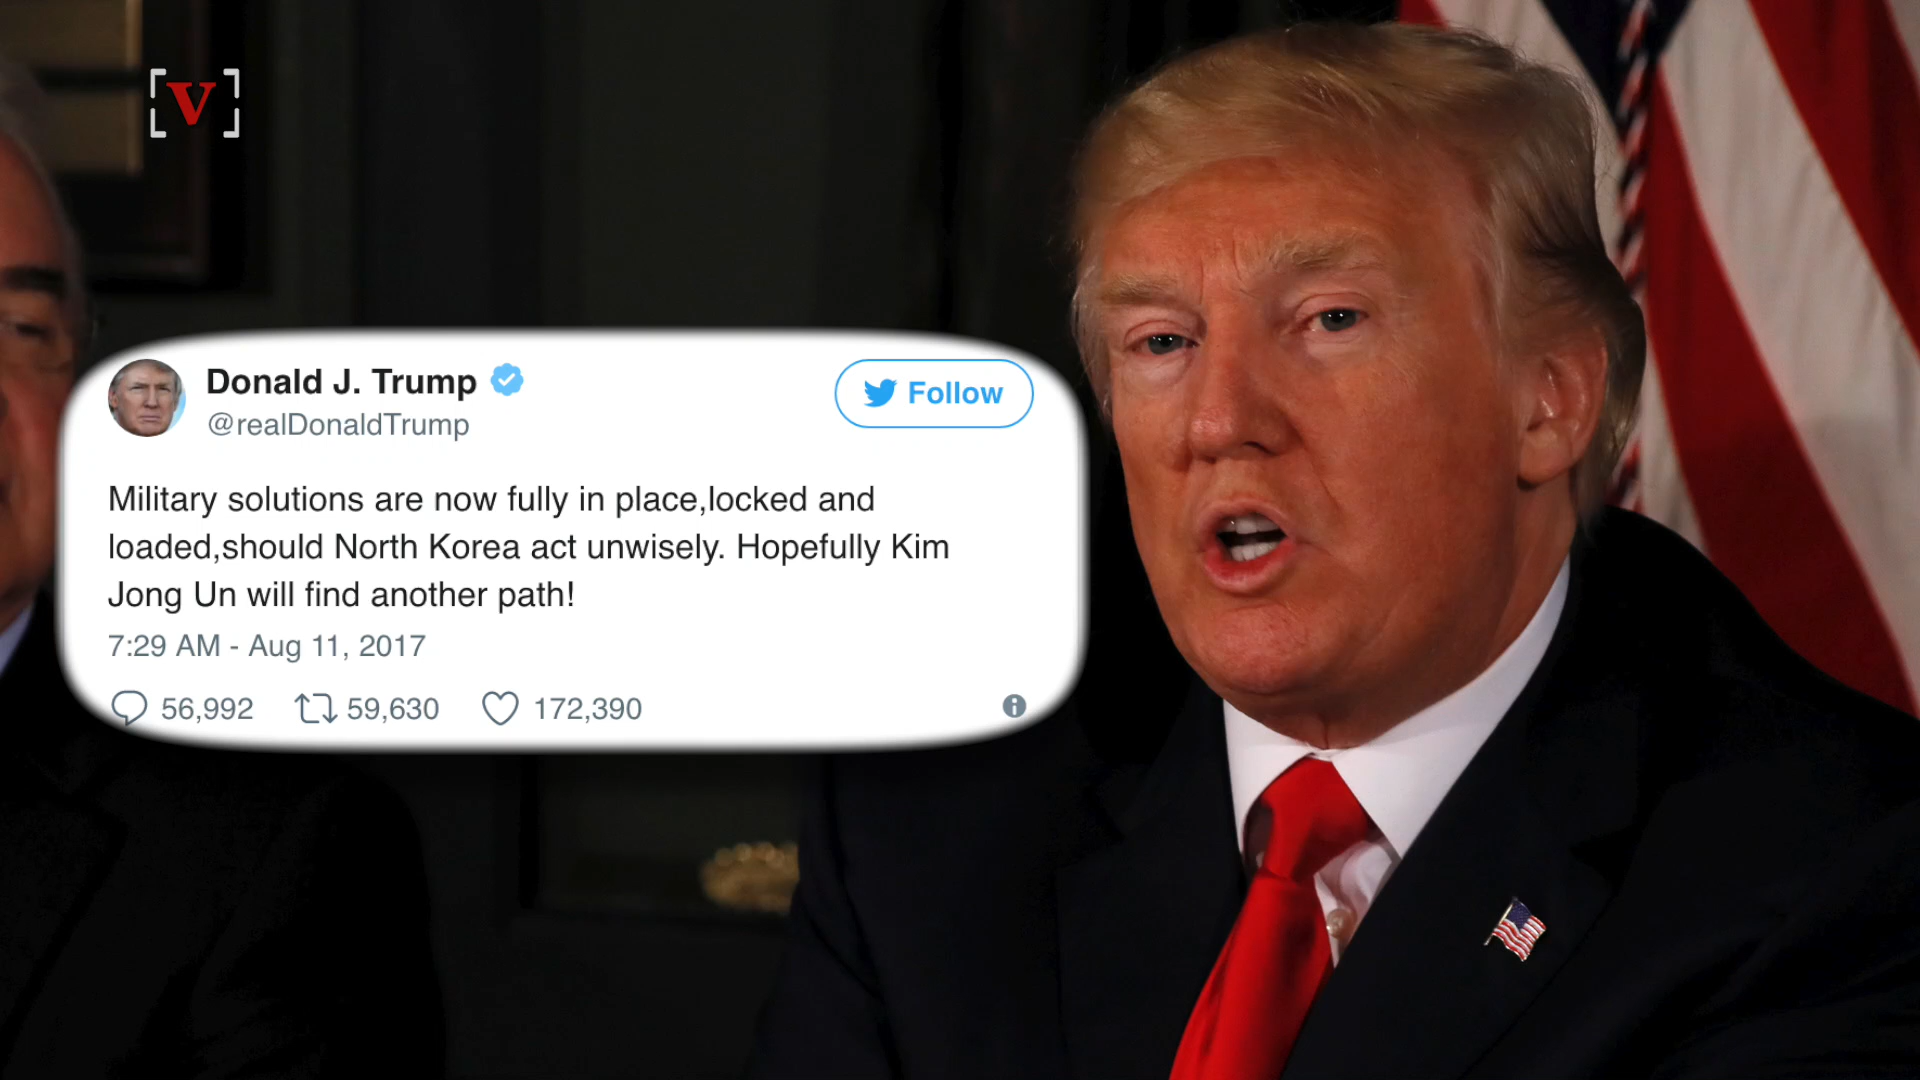 V
Donald J. Trump
Follow
@realDonaldTrump
Military solutions are now fully in place,locked and
loaded,should North Korea act unwisely. Hopefully Kim
Jong Un will find another path!
7:29 AM - Aug 11, 2017
56,992 59,630 172,390